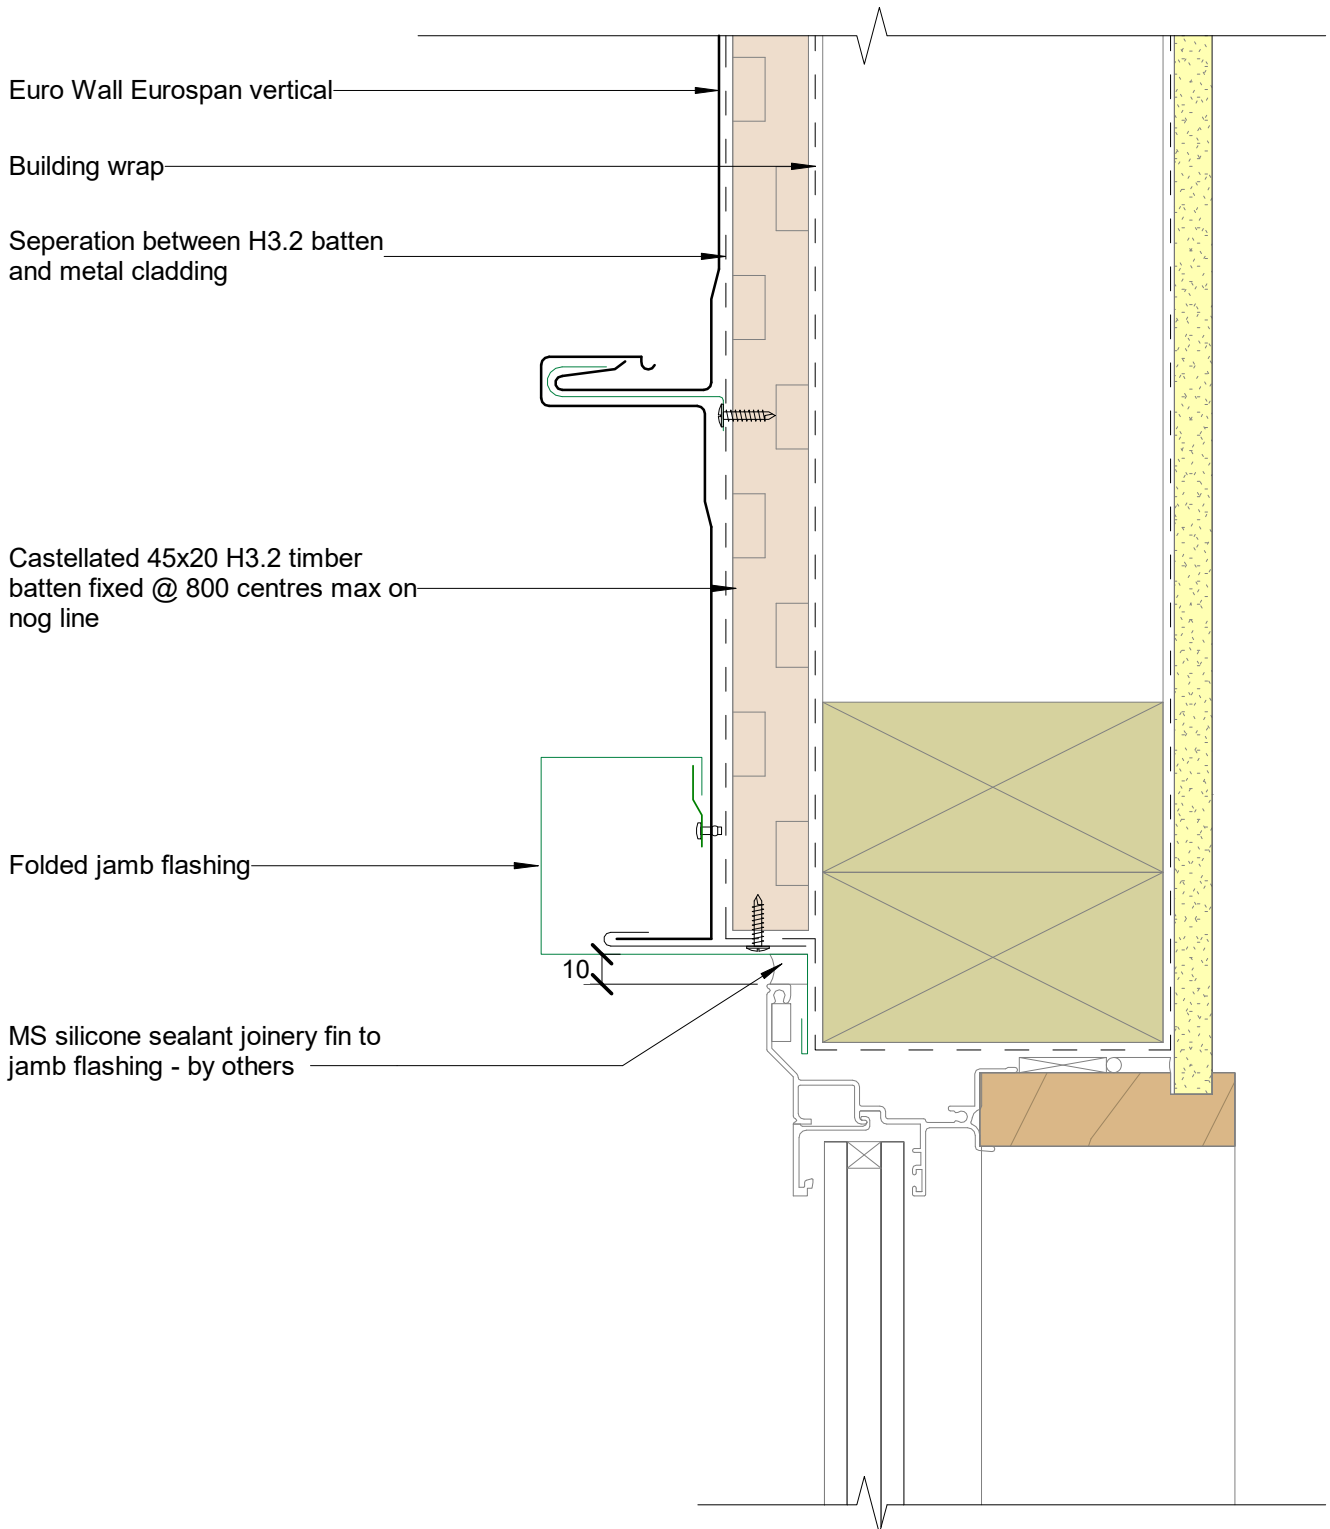 Euro Wall Eurospan vertical
Building wrap
Seperation between H3.2 batten
and metal cladding
Castellated 45x20 H3.2 timber
batten fixed @ 800 centres max on
nog line
Folded jamb flashing
10
MS silicone sealant joinery fin to
jamb flashing - by others